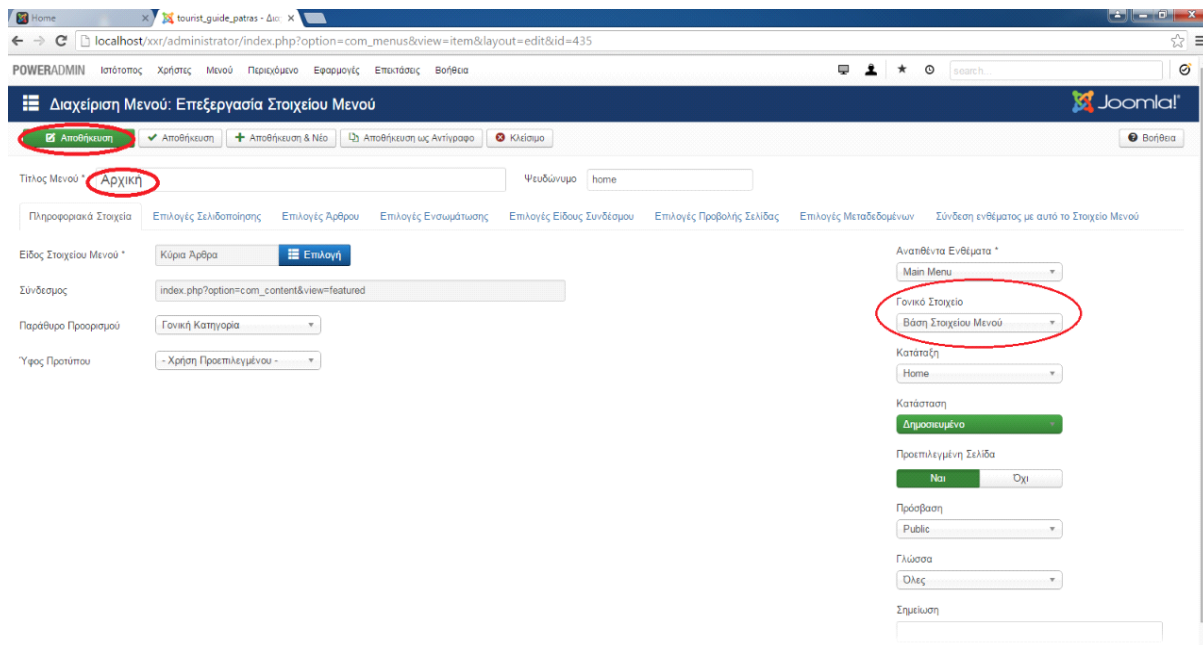 Home
tourist_guide_patras - Διο
localhost/xxr/administrator/index.php?option=com_menus&view=item&layout=edit&id=435
POWERADMIN Ιστότοπος Χρήστες Μενού Περιεχόμενο Εφαρμογές Επεκτάσεις Βοήθεια search...
Διαχείριση Μενού: Επεξεργασία Στοιχείου Μενού Joomla!
Αποθήκευση Αποθήκευση Αποθήκευση & Νέο Αποθήκευση ως Αντίγραφο Κλείσιμο Βοήθεια
Τίτλος Μενού * Αρχική Ψευδώνυμο home
Πληροφοριακά Στοιχεία Επιλογές Σελιδοποίησης Επιλογές Άρθρου Επιλογές Ενσωμάτωσης Επιλογές Είδους Συνδέσμου Επιλογές Προβολής Σελίδας Επιλογές Μεταδεδομένων Σύνδεση ενθέματος με αυτό το Στοιχείο Μενού
Είδος Στοιχείου Μενού * Κύρια Άρθρα Επιλογή
Σύνδεσμος index.php?option=com_content&view=featured
Παράθυρο Προορισμού Γονική Κατηγορία
Ύφος Προτύπου - Χρήση Προεπιλεγμένου -
Ανατιθέντα Ενθέματα *
Main Menu
Γονικό Στοιχείο
Βάση Στοιχείου Μενού
Κατάταξη
Home
Κατάσταση
Δημοσιευμένο
Προεπιλεγμένη Σελίδα
Ναι Όχι
Πρόσβαση
Public
Γλώσσα
Όλες
Σημείωση